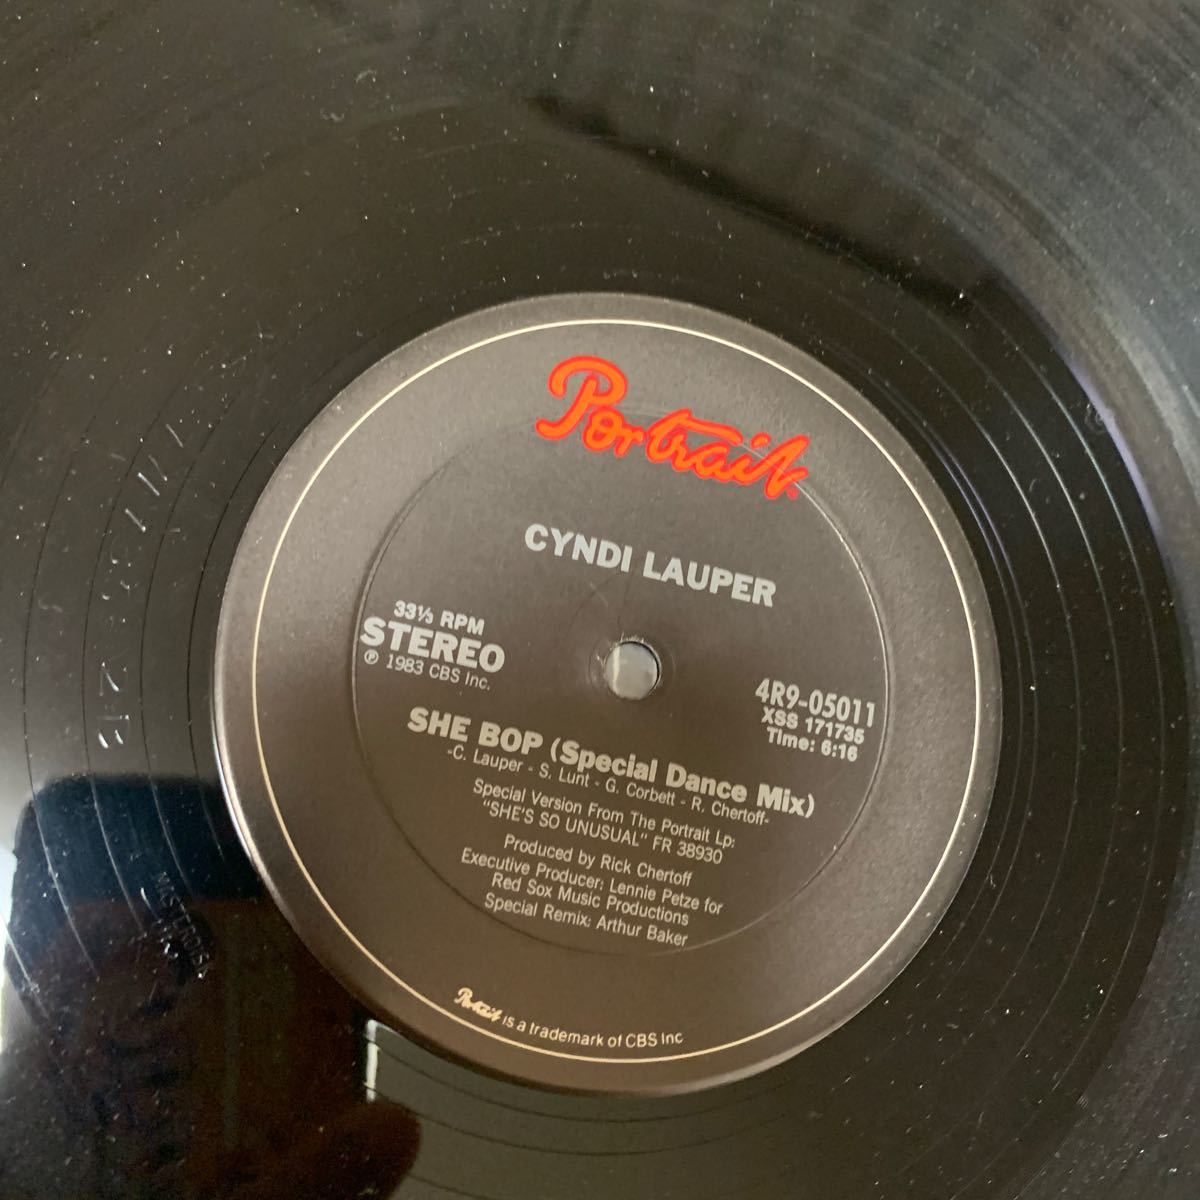 Portrait.
CYNDI LAUPER
33⅓ RPM
STEREO
℗ 1983 CBS Inc.
4R9-05011
XSS 171735
Time: 6:16
SHE BOP (Special Dance Mix)
-C. Lauper - S. Lunt - G. Corbett - R. Chertoff-
Special Version From The Portrait Lp:
"SHE'S SO UNUSUAL" FR 38930
Produced by Rick Chertoff
Executive Producer: Lennie Petze for
Red Sox Music Productions
Special Remix: Arthur Baker
Portrait is a trademark of CBS Inc